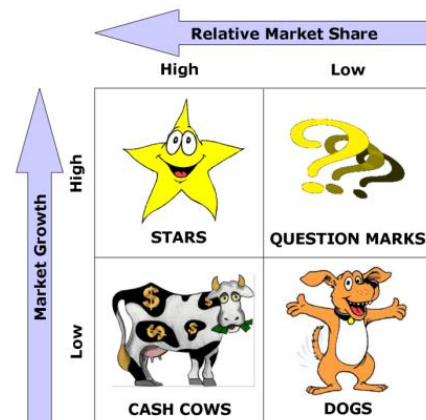 Relative Market Share
High
Low
Market Growth
High
Low
STARS
QUESTION MARKS
$
$
$
$
CASH COWS
DOGS